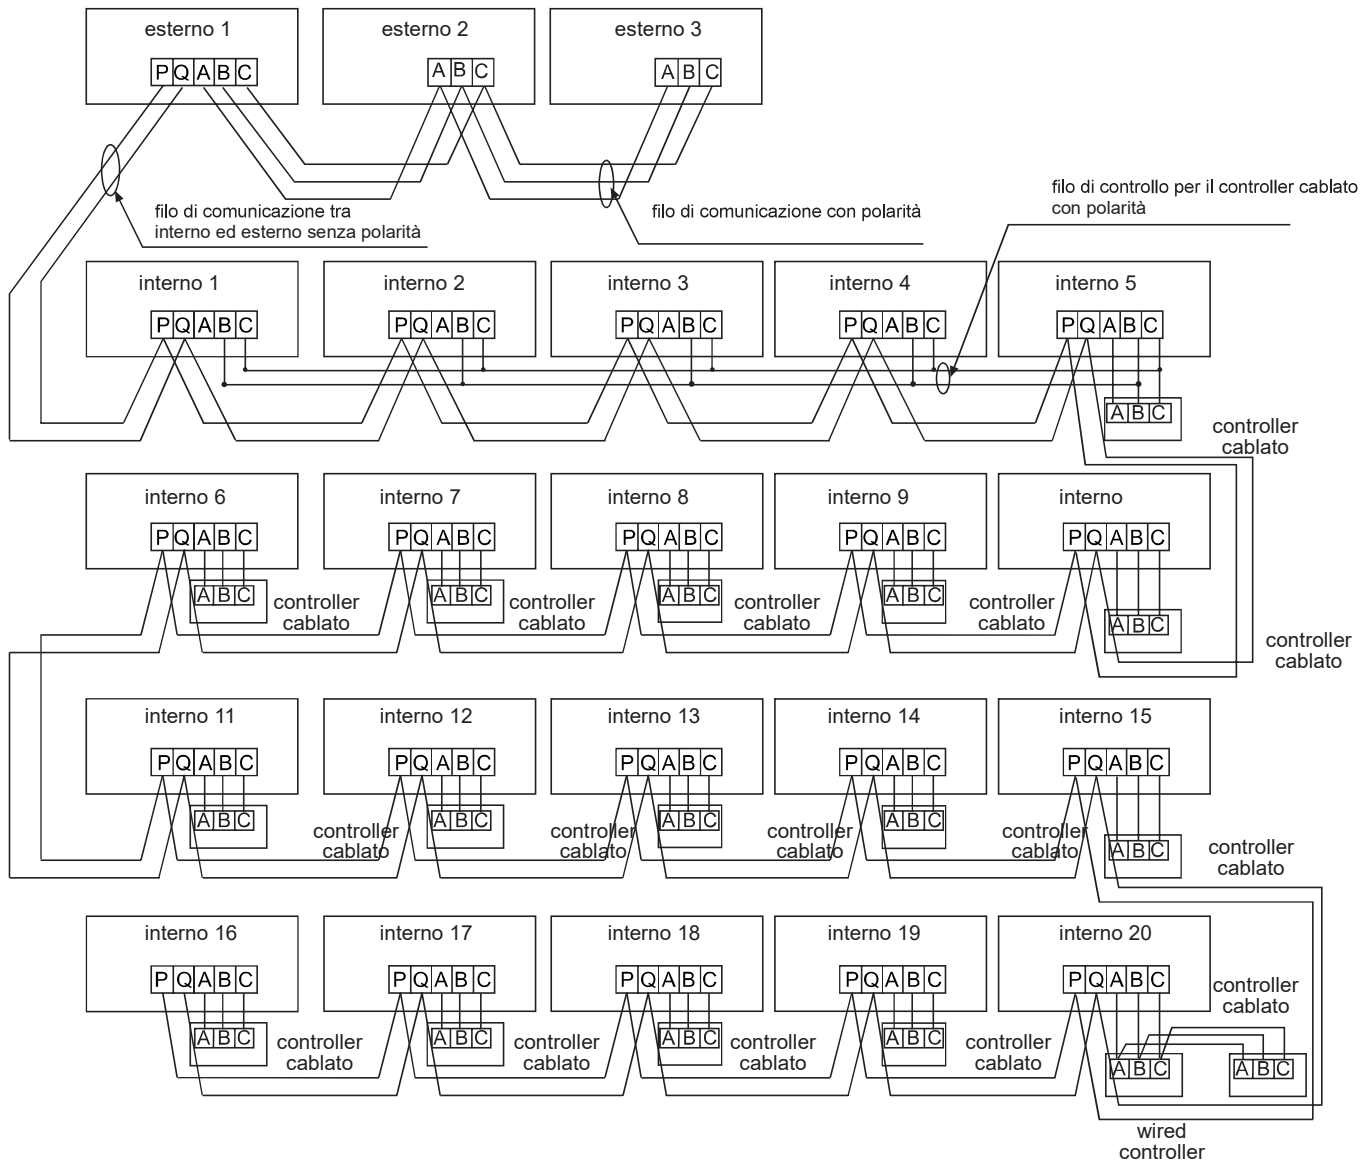 esterno 1
esterno 2
esterno 3
P Q A B C
A B C
A B C
filo di comunicazione tra
interno ed esterno senza polarità
filo di comunicazione con polarità
filo di controllo per il controller cablato
con polarità
interno 1
interno 2
interno 3
interno 4
interno 5
P Q A B C
P Q A B C
P Q A B C
P Q A B C
P Q A B C
A B C
controller
cablato
interno 6
interno 7
interno 8
interno 9
interno
P Q A B C
P Q A B C
P Q A B C
P Q A B C
P Q A B C
A B C
controller
cablato
A B C
controller
cablato
A B C
controller
cablato
A B C
controller
cablato
A B C
controller
cablato
interno 11
interno 12
interno 13
interno 14
interno 15
P Q A B C
P Q A B C
P Q A B C
P Q A B C
P Q A B C
A B C
controller
cablato
A B C
controller
cablato
A B C
controller
cablato
A B C
controller
cablato
A B C
controller
cablato
interno 16
interno 17
interno 18
interno 19
interno 20
P Q A B C
P Q A B C
P Q A B C
P Q A B C
P Q A B C
controller
cablato
A B C
controller
cablato
A B C
controller
cablato
A B C
controller
cablato
A B C
controller
cablato
A B C
A B C
wired
controller